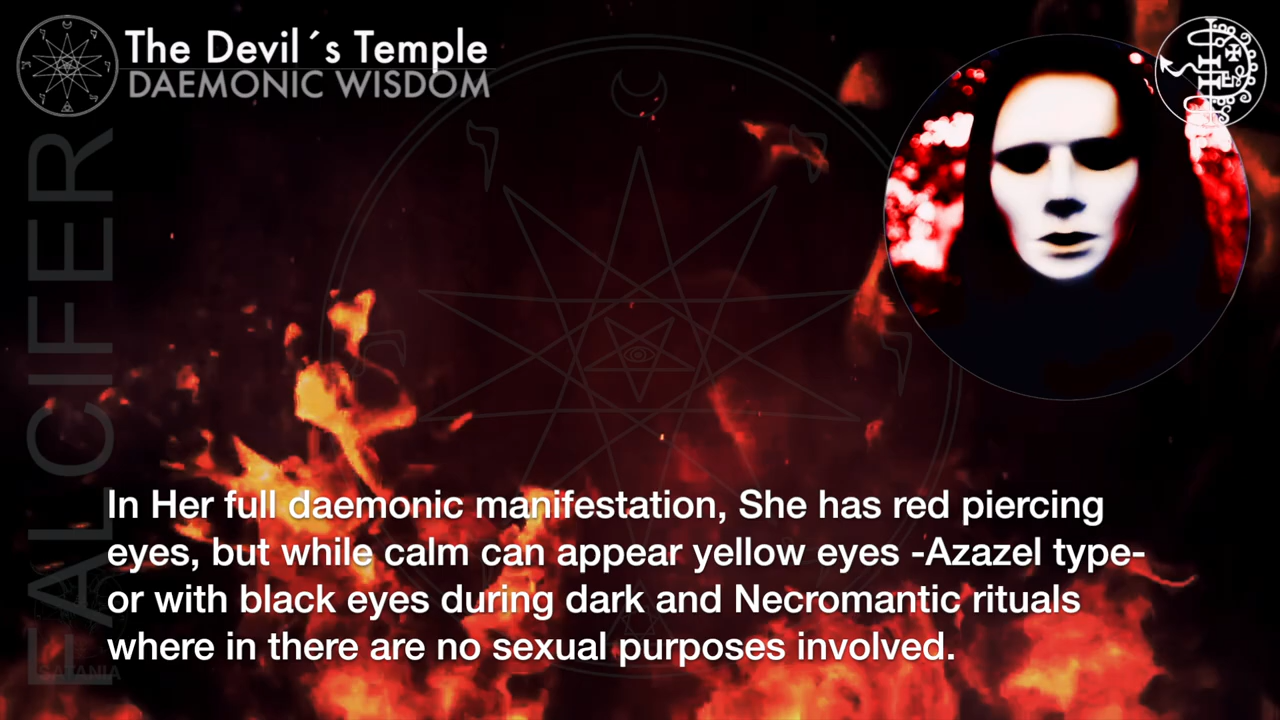 The Devil´s Temple
DAEMONIC WISDOM
FALCIFER
SATANIA
In Her full daemonic manifestation, She has red piercing
eyes, but while calm can appear yellow eyes -Azazel type-
or with black eyes during dark and Necromantic rituals
where in there are no sexual purposes involved.